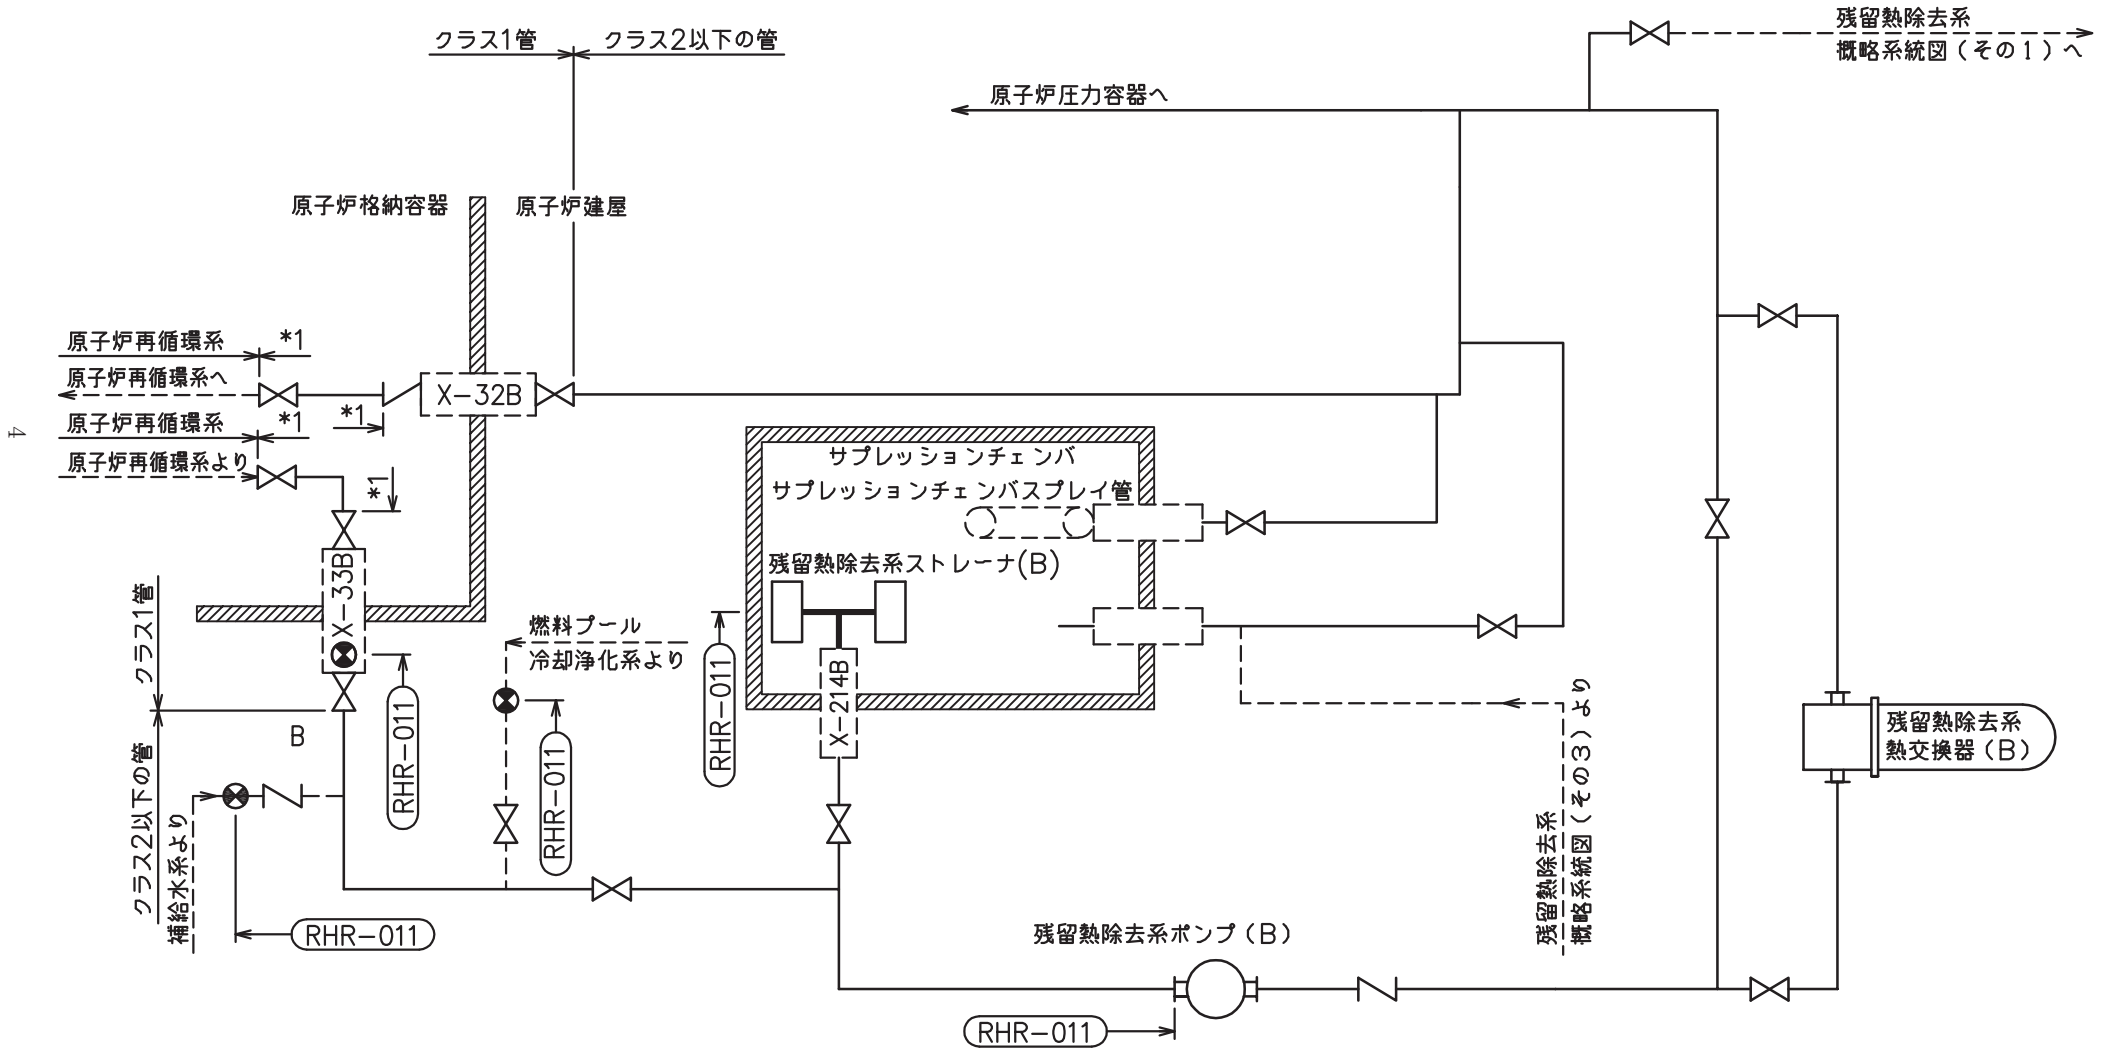 残留熱除去系
概略系統図（その１）へ
クラス1管
クラス2以下の管
原子炉圧力容器へ
原子炉格納容器
原子炉建屋
原子炉再循環系
*1
原子炉再循環系へ
X-32B
*1
原子炉再循環系
*1
原子炉再循環系より
*1
4
サプレッションチェンバ
サプレッションチェンバスプレイ管
残留熱除去系ストレーナ(B)
X-33B
クラス1管
クラス2以下の管
燃料プール
冷却浄化系より
RHR-011
X-214B
RHR-011
RHR-011
B
補給水系より
RHR-011
残留熱除去系
概略系統図（その３）より
残留熱除去系
熱交換器（B）
残留熱除去系ポンプ（B）
RHR-011